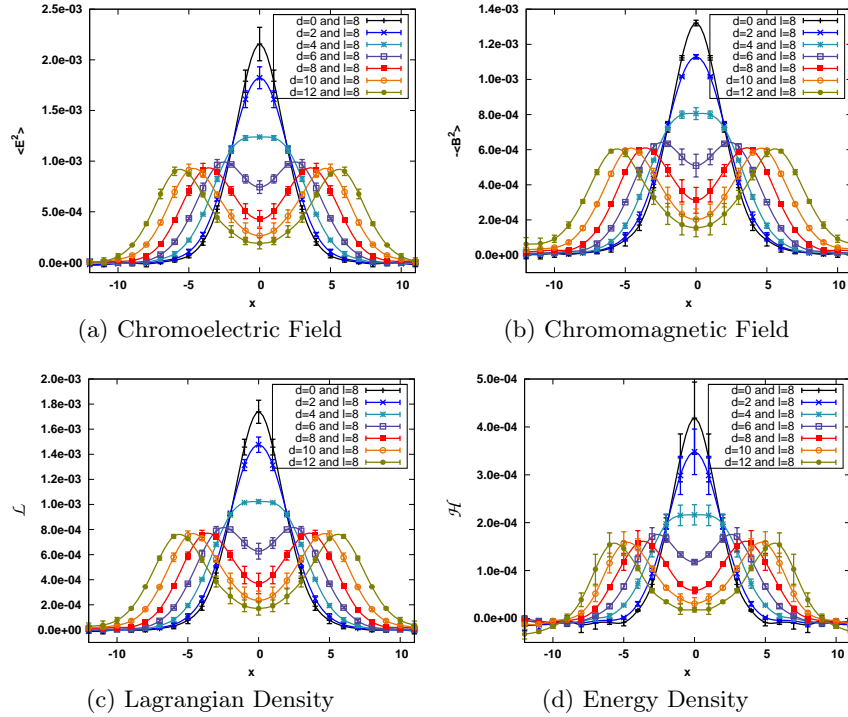 2.5e-03
2.0e-03
1.5e-03
1.0e-03
5.0e-04
0.0e+00
<E²>
d=0 and l=8
d=2 and l=8
d=4 and l=8
d=6 and l=8
d=8 and l=8
d=10 and l=8
d=12 and l=8
-10 -5 0 5 10
x
(a) Chromoelectric Field
1.4e-03
1.2e-03
1.0e-03
8.0e-04
6.0e-04
4.0e-04
2.0e-04
0.0e+00
-<B²>
d=0 and l=8
d=2 and l=8
d=4 and l=8
d=6 and l=8
d=8 and l=8
d=10 and l=8
d=12 and l=8
-10 -5 0 5 10
x
(b) Chromomagnetic Field
2.0e-03
1.8e-03
1.6e-03
1.4e-03
1.2e-03
1.0e-03
8.0e-04
6.0e-04
4.0e-04
2.0e-04
0.0e+00
ℒ
d=0 and l=8
d=2 and l=8
d=4 and l=8
d=6 and l=8
d=8 and l=8
d=10 and l=8
d=12 and l=8
-10 -5 0 5 10
x
(c) Lagrangian Density
5.0e-04
4.0e-04
3.0e-04
2.0e-04
1.0e-04
0.0e+00
ℋ
d=0 and l=8
d=2 and l=8
d=4 and l=8
d=6 and l=8
d=8 and l=8
d=10 and l=8
d=12 and l=8
-10 -5 0 5 10
x
(d) Energy Density